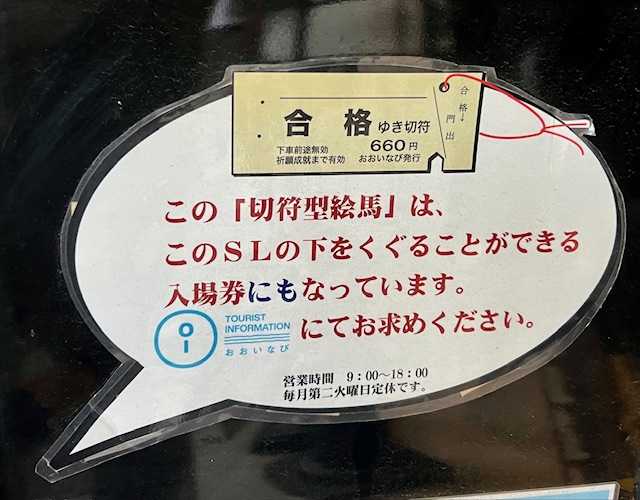 合格 ゆき切符
合格→
門出
下車前途無効 660円
祈願成就まで有効 おおいなび発行
この『切符型絵馬』は、
このSLの下をくぐることができる
入場券にもなっています。
TOURIST
INFORMATION
おおいなび
にてお求めください。
営業時間 9:00〜18:00
毎月第二火曜日定休です。